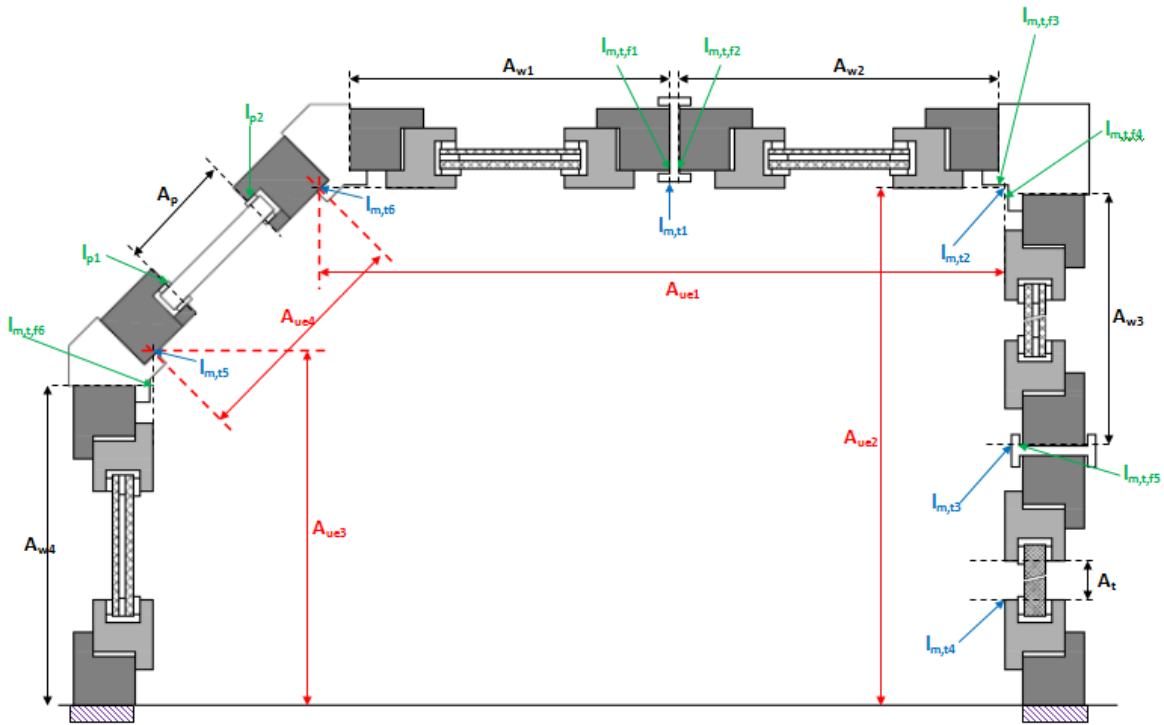 lm,t,f3
lm,t,f1
lm,t,f2
Aw1
Aw2
lp2
lm,t,f4
Ap
lm,t6
lm,t1
lm,t2
lp1
Aue1
Aw3
lm,t,f6
Aue4
lm,t5
Aue2
lm,t,f5
lm,t3
Aue3
Aw4
At
lm,t4